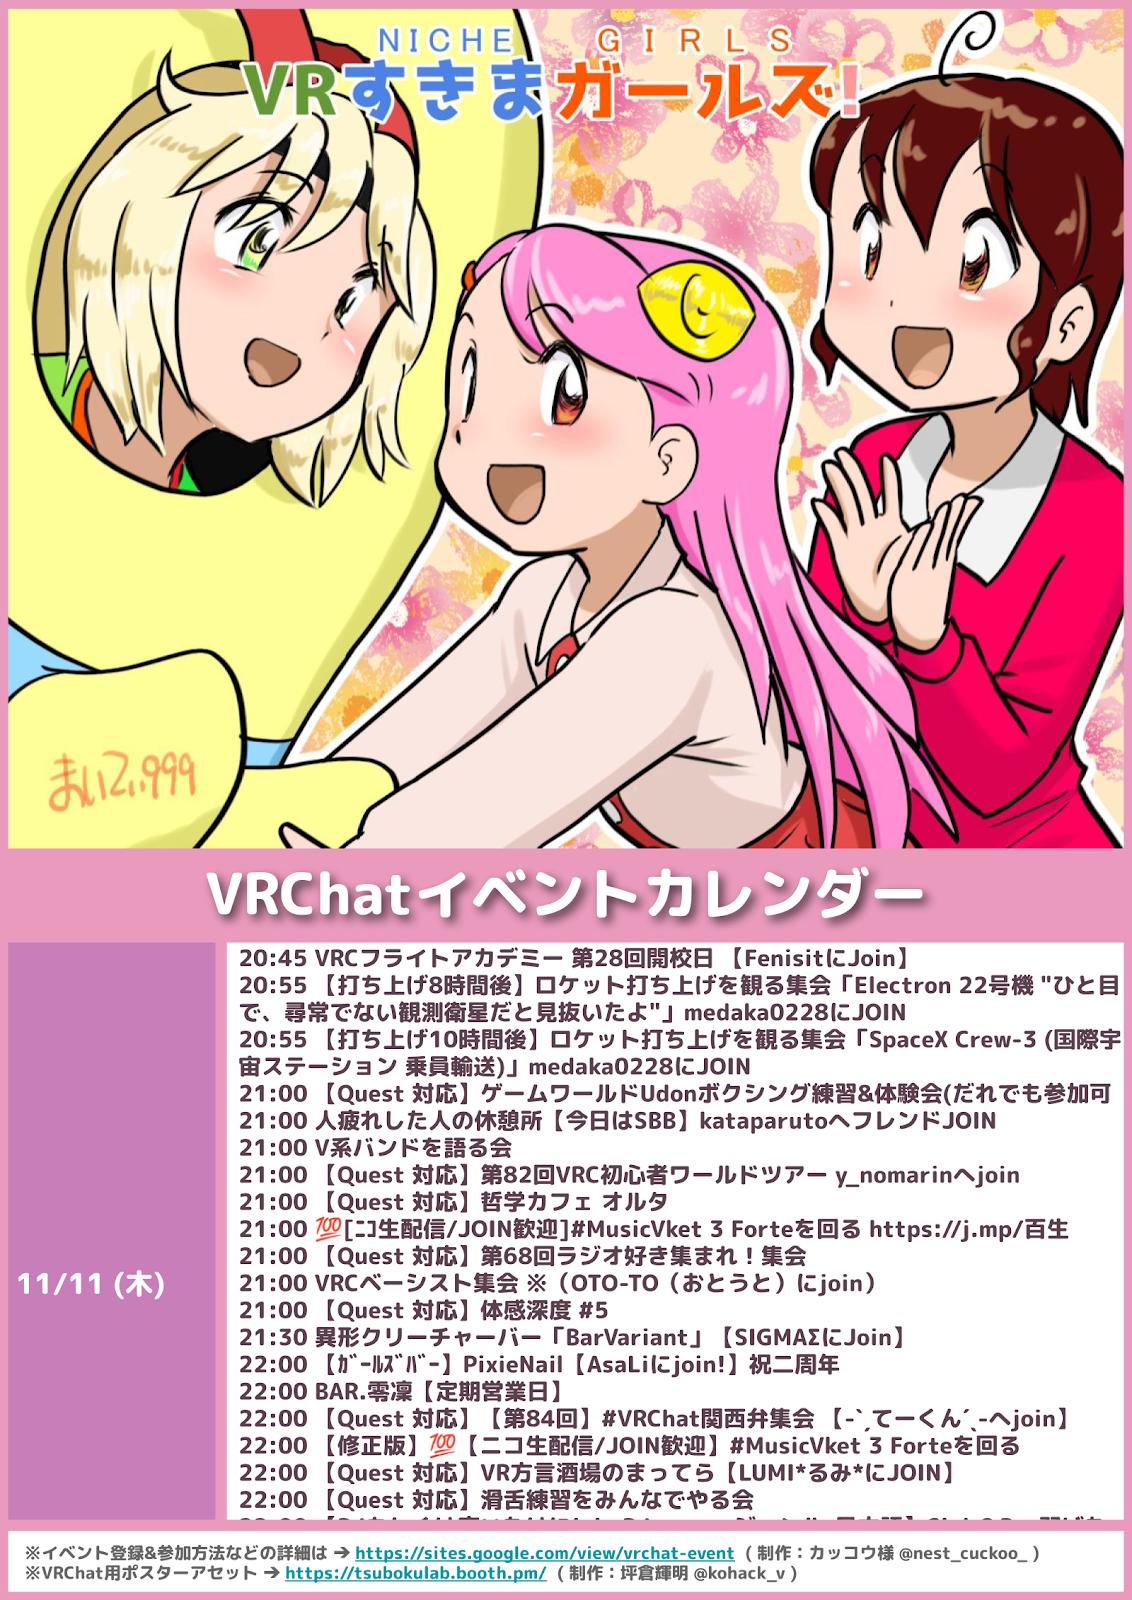 NICHE GIRLS
VRすきまガールズ!
まいてぃ999
VRChatイベントカレンダー
11/11 (木)
20:45 VRCフライトアカデミー 第28回開校日 【FenisitにJoin】
20:55 【打ち上げ8時間後】ロケット打ち上げを観る集会「Electron 22号機 "ひと目
で、尋常でない観測衛星だと見抜いたよ"」medaka0228にJOIN
20:55 【打ち上げ10時間後】ロケット打ち上げを観る集会「SpaceX Crew-3 (国際宇
宙ステーション 乗員輸送)」medaka0228にJOIN
21:00 【Quest 対応】ゲームワールドUdonボクシング練習&体験会(だれでも参加可
21:00 人疲れした人の休憩所【今日はSBB】kataparutoへフレンドJOIN
21:00 V系バンドを語る会
21:00 【Quest 対応】第82回VRC初心者ワールドツアー y_nomarinへjoin
21:00 【Quest 対応】哲学カフェ オルタ
21:00 💯[ﾆｺ生配信/JOIN歓迎]#MusicVket 3 Forteを回る https://j.mp/百生
21:00 【Quest 対応】第68回ラジオ好き集まれ！集会
21:00 VRCベーシスト集会 ※（OTO-TO（おとうと）にjoin）
21:00 【Quest 対応】体感深度 #5
21:30 異形クリーチャーバー「BarVariant」【SIGMAΣにJoin】
22:00 【ｶﾞｰﾙｽﾞﾊﾞｰ】PixieNail【AsaLiにjoin!】祝二周年
22:00 BAR.零凜【定期営業日】
22:00 【Quest 対応】【第84回】#VRChat関西弁集会 【-`ˏてーくん´ˎ-へjoin】
22:00 【修正版】💯【ニコ生配信/JOIN歓迎】#MusicVket 3 Forteを回る
22:00 【Quest 対応】VR方言酒場のまってら【LUMI*るみ*にJOIN】
22:00 【Quest 対応】滑舌練習をみんなでやる会
※イベント登録&参加方法などの詳細は ➔ https://sites.google.com/view/vrchat-event ( 制作：カッコウ様 @nest_cuckoo_ )
※VRChat用ポスターアセット ➔ https://tsubokulab.booth.pm/ ( 制作：坪倉輝明 @kohack_v )